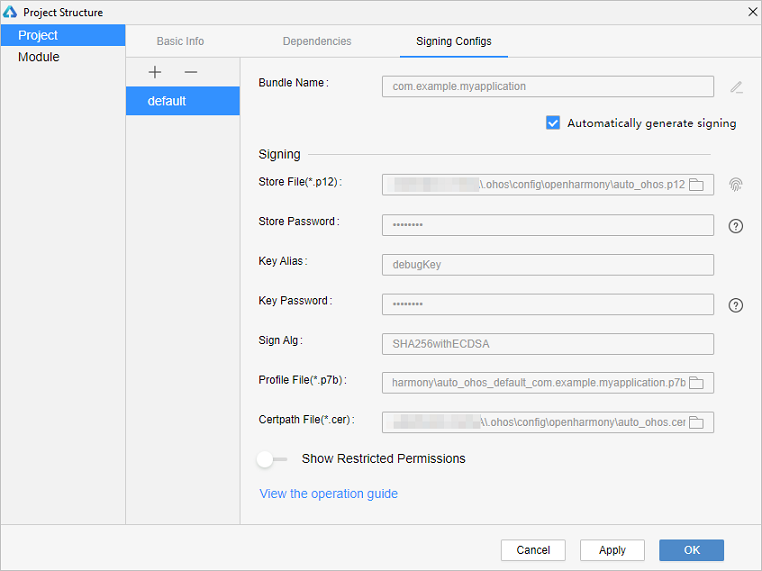 Project Structure
Project
Module
Basic Info
Dependencies
Signing Configs
default
Bundle Name:
com.example.myapplication
Automatically generate signing
Signing
Store File(*.p12):
\.ohos\config\openharmony\auto_ohos.p12
Store Password:
••••••••
Key Alias:
debugKey
Key Password:
••••••••
Sign Alg:
SHA256withECDSA
Profile File(*.p7b):
harmony\auto_ohos_default_com.example.myapplication.p7b
Certpath File(*.cer):
\\.ohos\config\openharmony\auto_ohos.cer
Show Restricted Permissions
View the operation guide
Cancel
Apply
OK